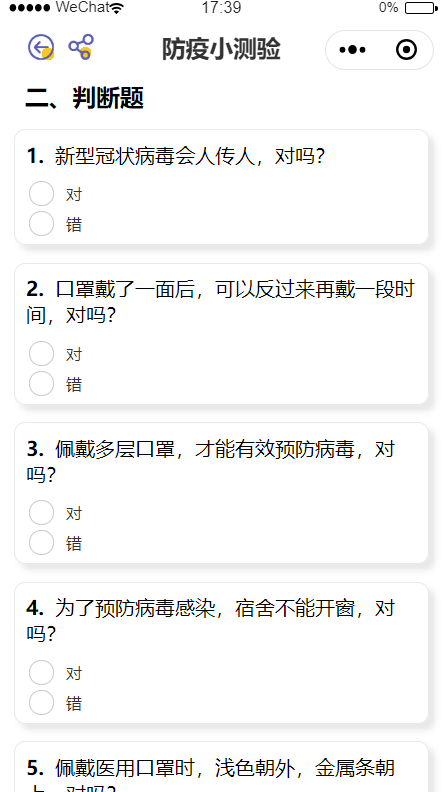 WeChat 17:39 0%
防疫小测验
二、判断题
1. 新型冠状病毒会人传人，对吗？
对
错
2. 口罩戴了一面后，可以反过来再戴一段时
间，对吗？
对
错
3. 佩戴多层口罩，才能有效预防病毒，对
吗？
对
错
4. 为了预防病毒感染，宿舍不能开窗，对
吗？
对
错
5. 佩戴医用口罩时，浅色朝外，金属条朝
上，对吗？